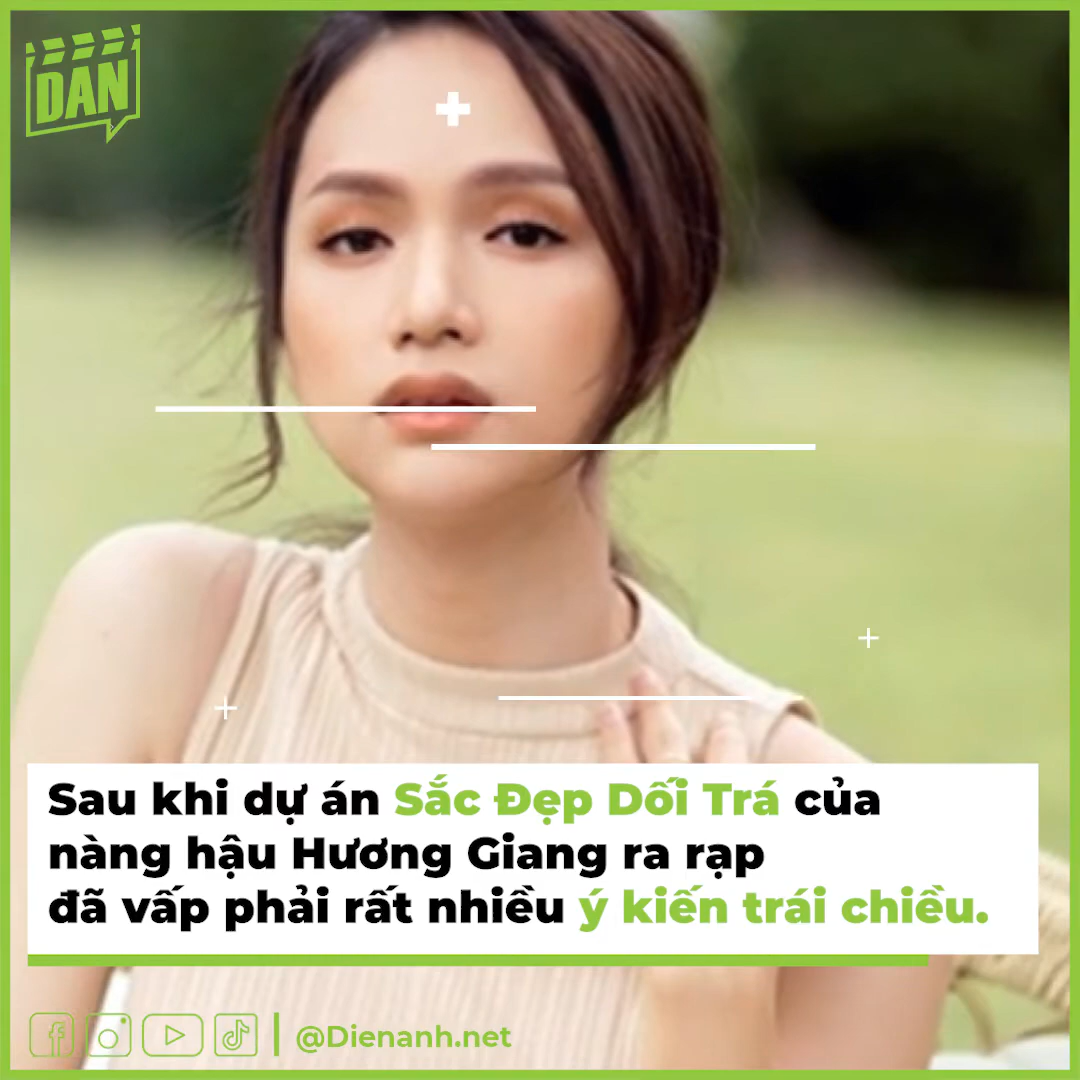 DAN
Sau khi dự án Sắc Đẹp Dối Trá của
nàng hậu Hương Giang ra rạp
đã vấp phải rất nhiều ý kiến trái chiều.
@Dienanh.net